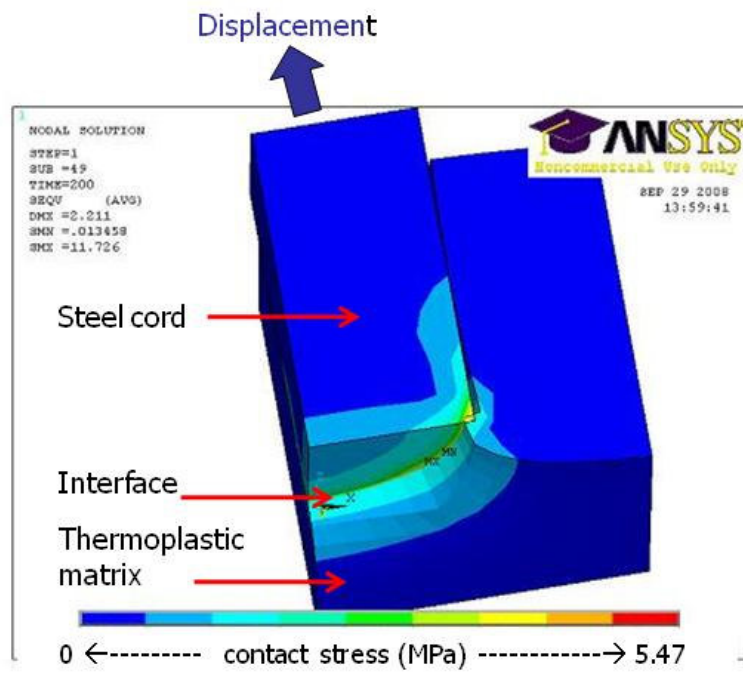 Displacement
1
NODAL SOLUTION
STEP=1
SUB =49
TIME=200
SEQV (AVG)
DMX =2.211
SMN =.013458
SMX =11.726
ANSYS
Noncommercial Use Only
SEP 29 2008
13:59:41
Steel cord
MN
MX
Interface
X
Thermoplastic
matrix
0 <---------- contact stress (MPa) -----------> 5.47